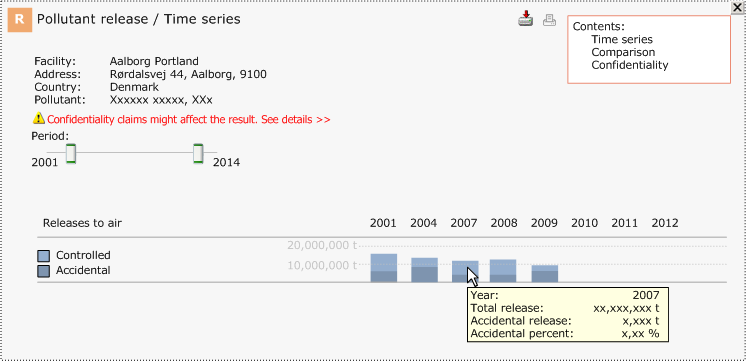 R Pollutant release / Time series
Contents:
Time series
Comparison
Confidentiality
Facility: Aalborg Portland
Address: Rørdalsvej 44, Aalborg, 9100
Country: Denmark
Pollutant: Xxxxxx xxxxx, XXx
Confidentiality claims might affect the result. See details >>
Period:
2001 2014
Releases to air 2001 2004 2007 2008 2009 2010 2011 2012
20,000,000 t
Controlled
10,000,000 t
Accidental
Year: 2007
Total release: xx,xxx,xxx t
Accidental release: x,xxx t
Accidental percent: x,xx %